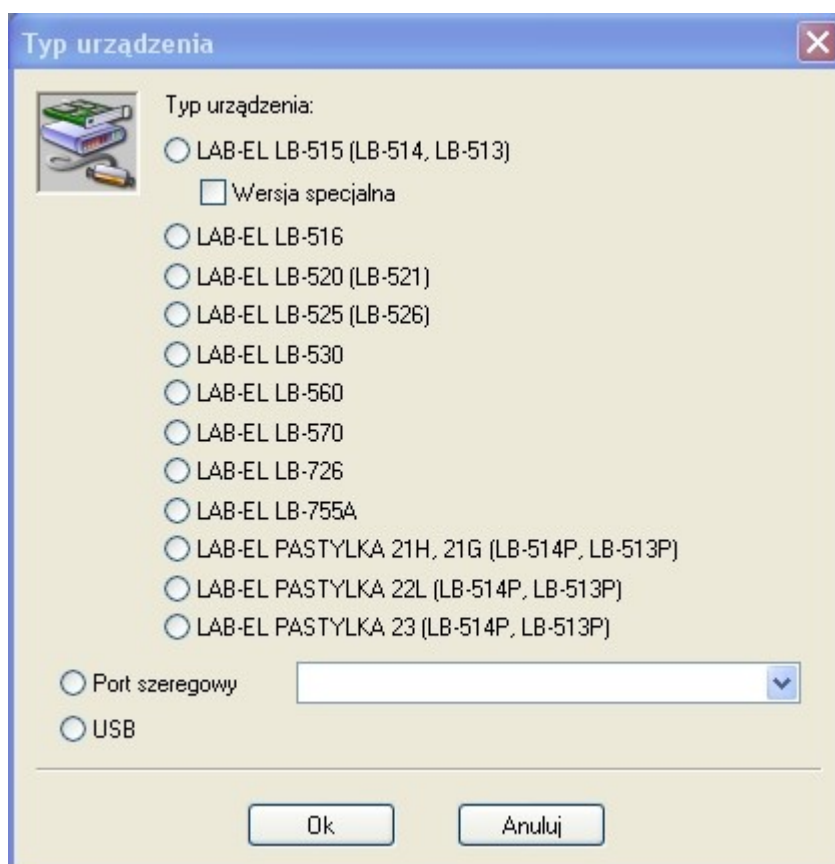 Typ urządzenia
Typ urządzenia:
LAB-EL LB-515 (LB-514, LB-513)
Wersja specjalna
LAB-EL LB-516
LAB-EL LB-520 (LB-521)
LAB-EL LB-525 (LB-526)
LAB-EL LB-530
LAB-EL LB-560
LAB-EL LB-570
LAB-EL LB-726
LAB-EL LB-755A
LAB-EL PASTYLKA 21H, 21G (LB-514P, LB-513P)
LAB-EL PASTYLKA 22L (LB-514P, LB-513P)
LAB-EL PASTYLKA 23 (LB-514P, LB-513P)
Port szeregowy
USB
Ok Anuluj